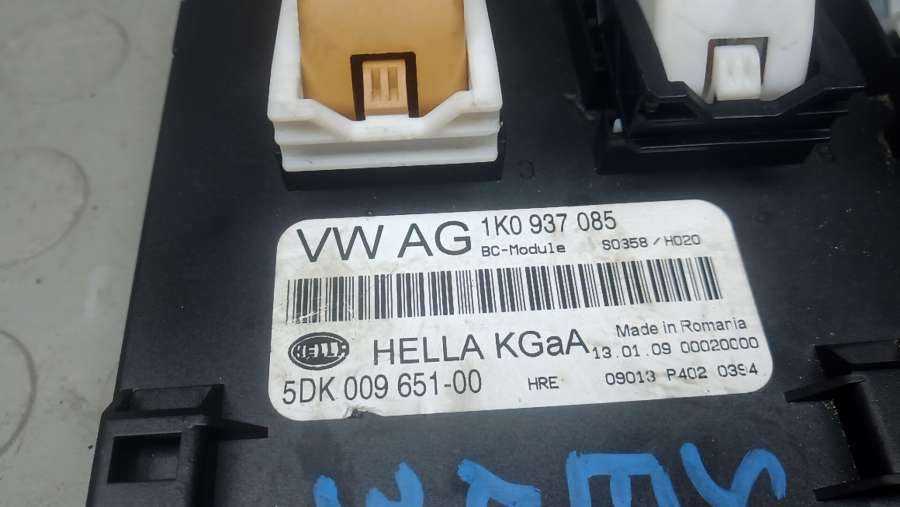 VW AG 1K0 937 085
BC-Module S0358 / H020
HELLA
HELLA KGaA Made in Romania
13.01.09 00020000
5DK 009 651-00 HRE 09013 P402 0394